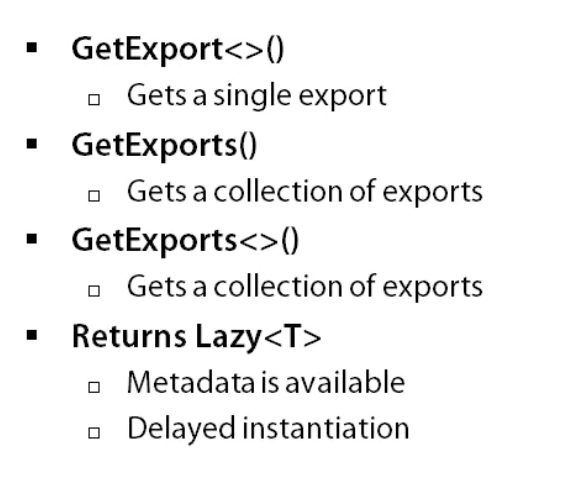 ▪ GetExport<>()
▫ Gets a single export
▪ GetExports()
▫ Gets a collection of exports
▪ GetExports<>()
▫ Gets a collection of exports
▪ Returns Lazy<T>
▫ Metadata is available
▫ Delayed instantiation